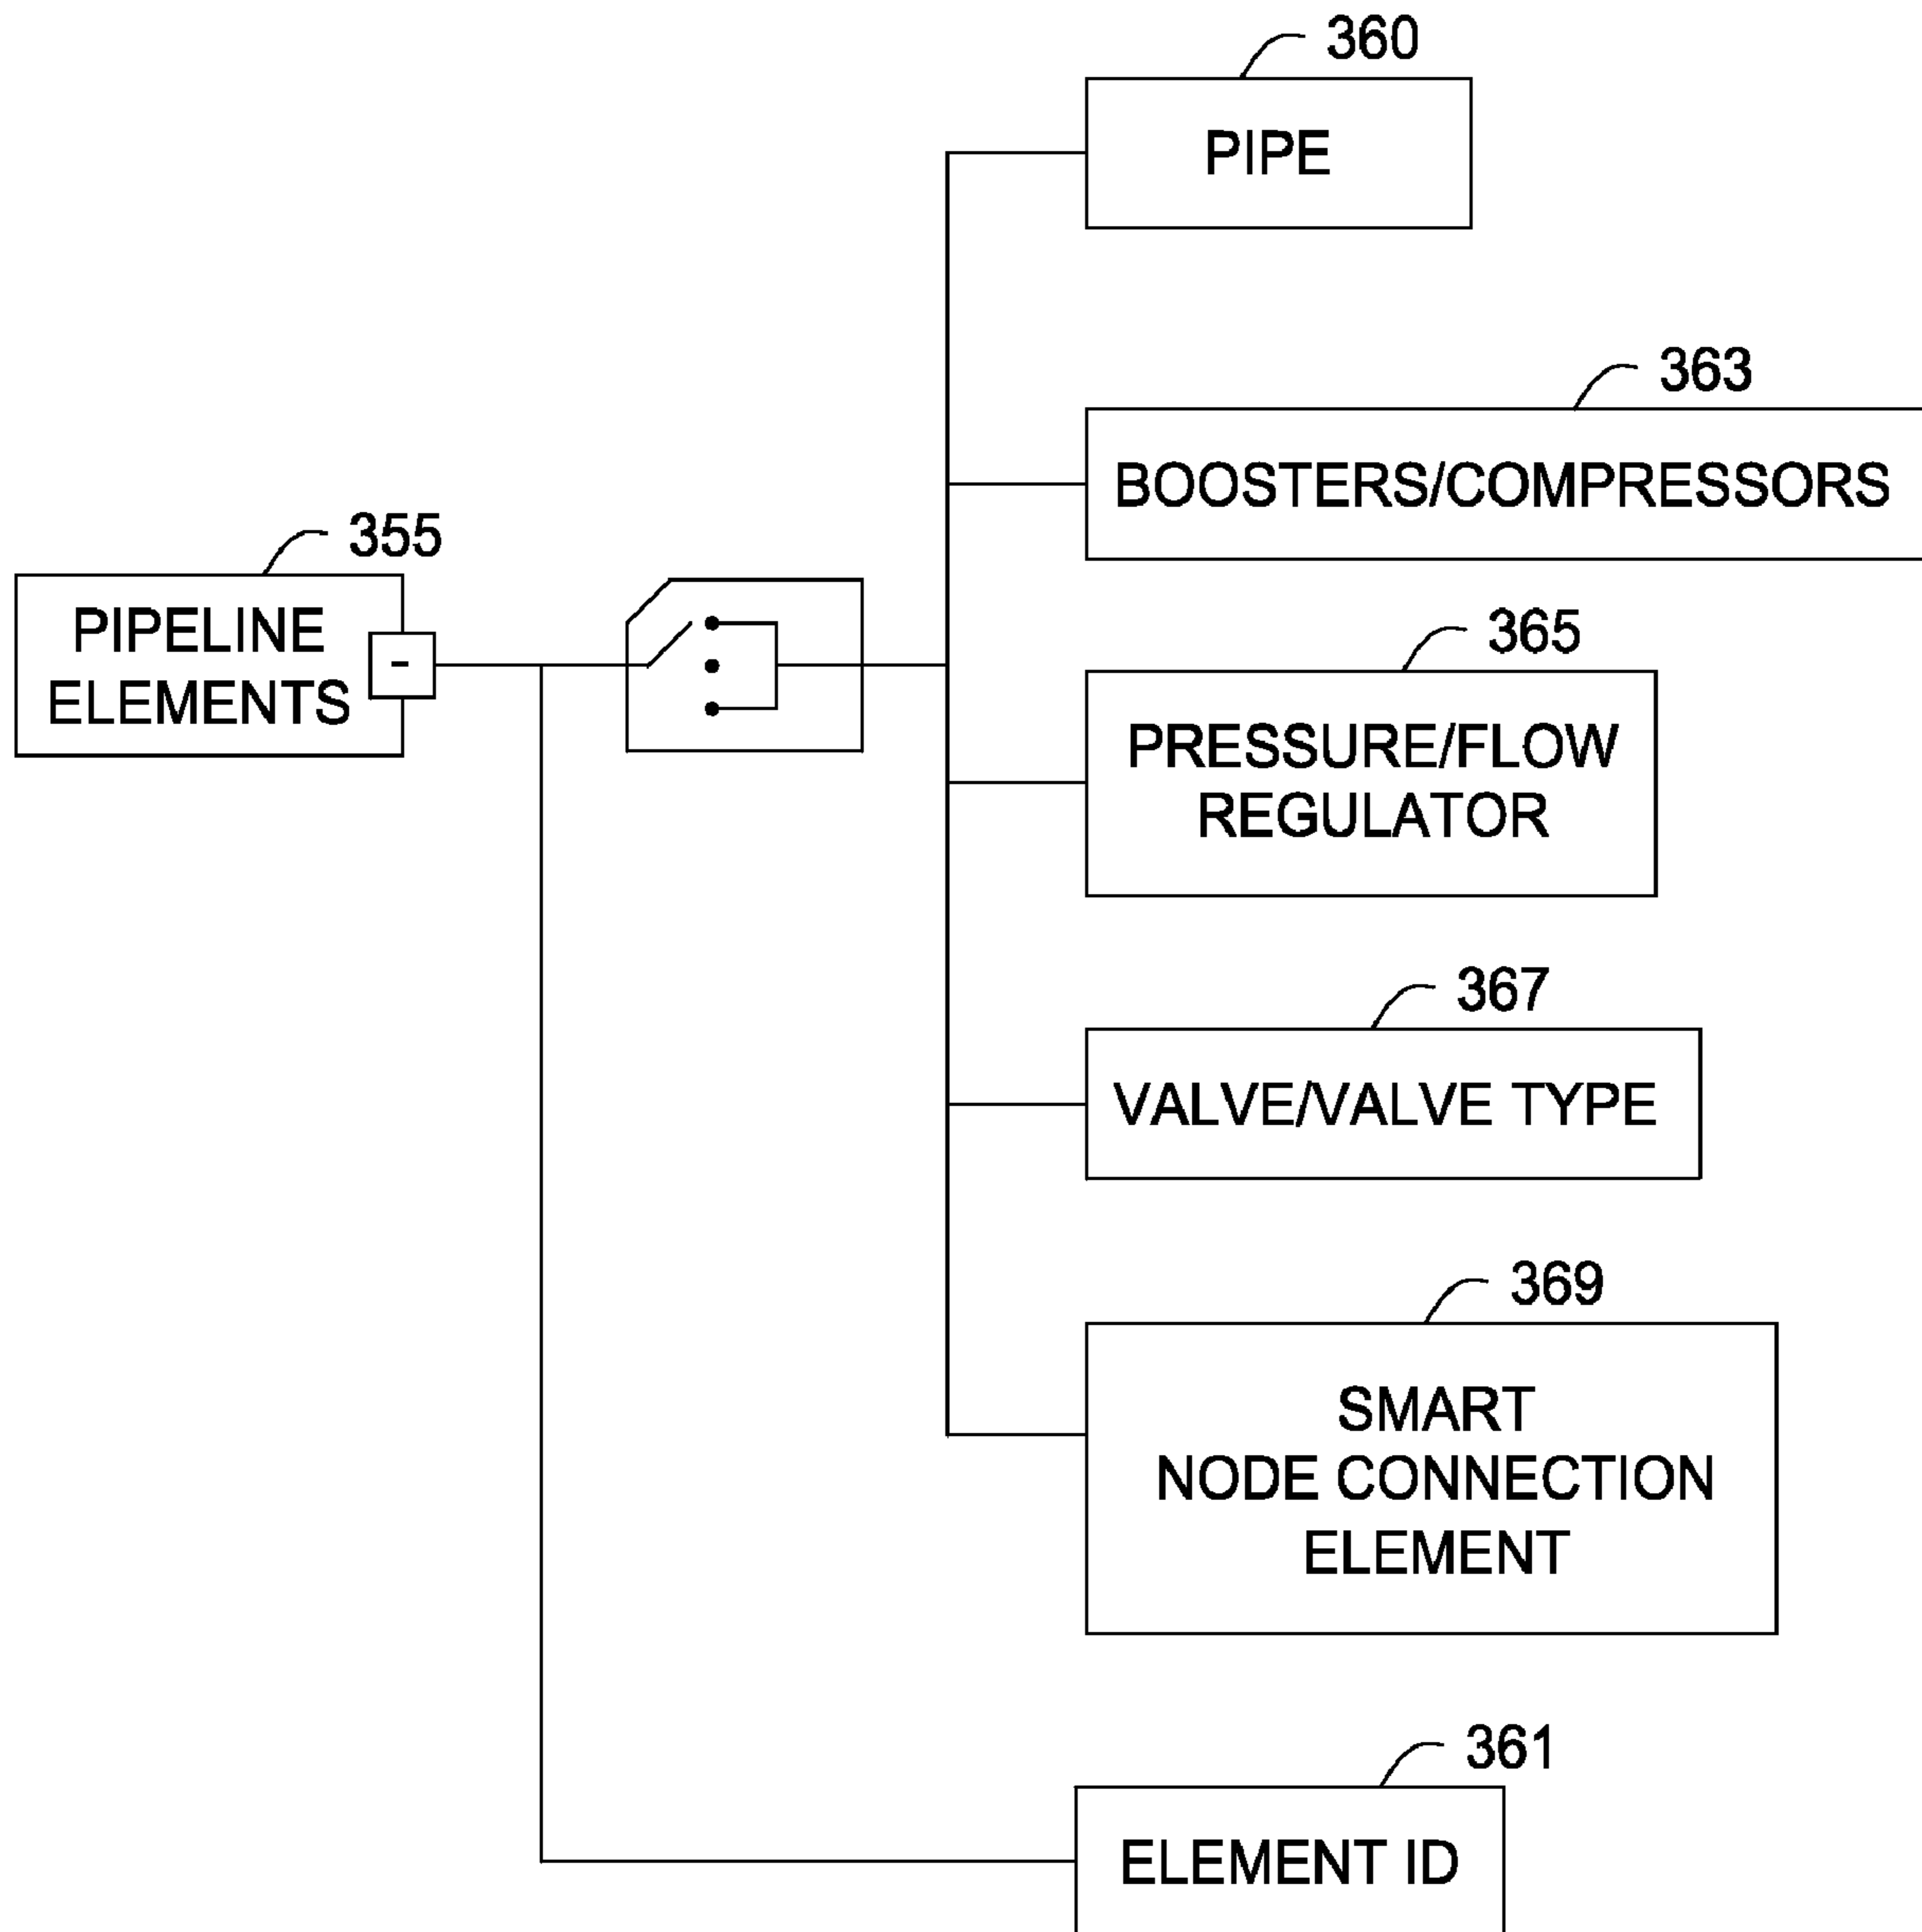 360
PIPE
363
BOOSTERS/COMPRESSORS
355
PIPELINE
ELEMENTS
-
365
PRESSURE/FLOW
REGULATOR
367
VALVE/VALVE TYPE
369
SMART
NODE CONNECTION
ELEMENT
361
ELEMENT ID